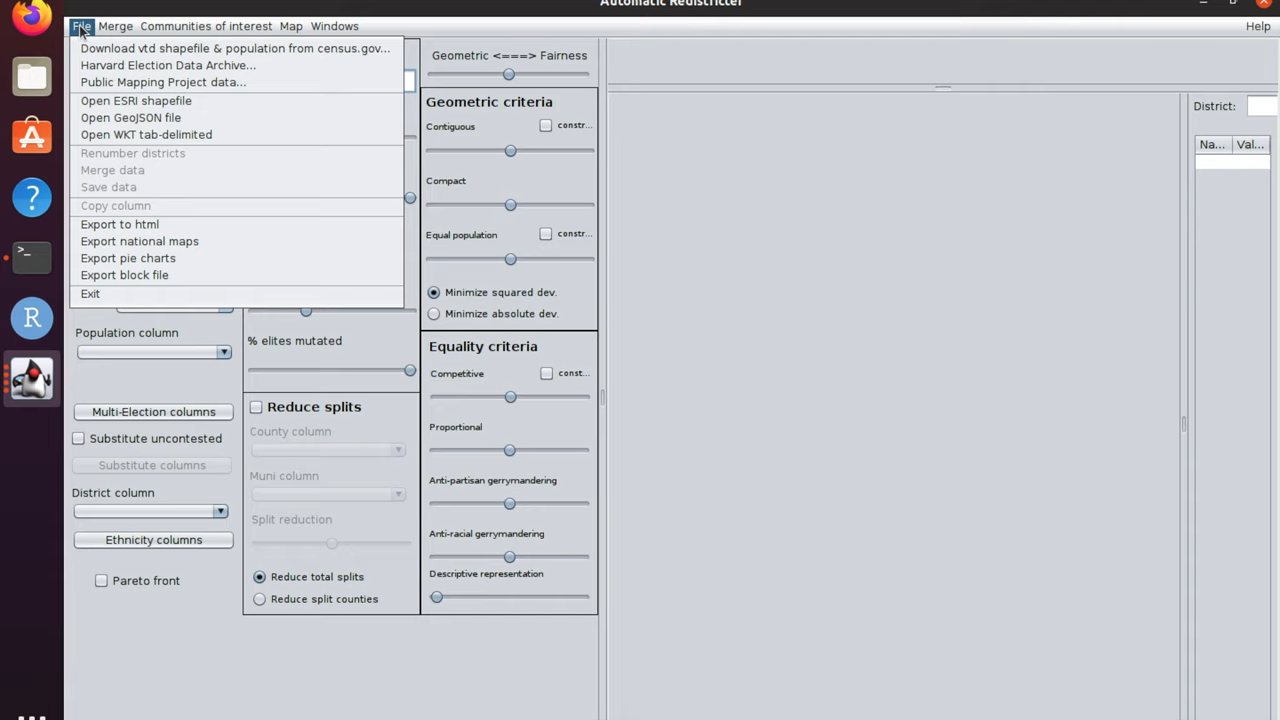 Automatic Redistricter
File Merge Communities of interest Map Windows Help
Download vtd shapefile & population from census.gov...
Harvard Election Data Archive...
Public Mapping Project data...
Open ESRI shapefile
Open GeoJSON file
Open WKT tab-delimited
Renumber districts
Merge data
Save data
Copy column
Export to html
Export national maps
Export pie charts
Export block file
Exit
Population column
Multi-Election columns
Substitute uncontested
Substitute columns
District column
Ethnicity columns
Pareto front
% elites mutated
Reduce splits
County column
Muni column
Split reduction
Reduce total splits
Reduce split counties
Geometric <===> Fairness
Geometric criteria
Contiguous constr...
Compact
Equal population constr...
Minimize squared dev.
Minimize absolute dev.
Equality criteria
Competitive const...
Proportional
Anti-partisan gerrymandering
Anti-racial gerrymandering
Descriptive representation
District:
Na... Val...
>_
?
R
A